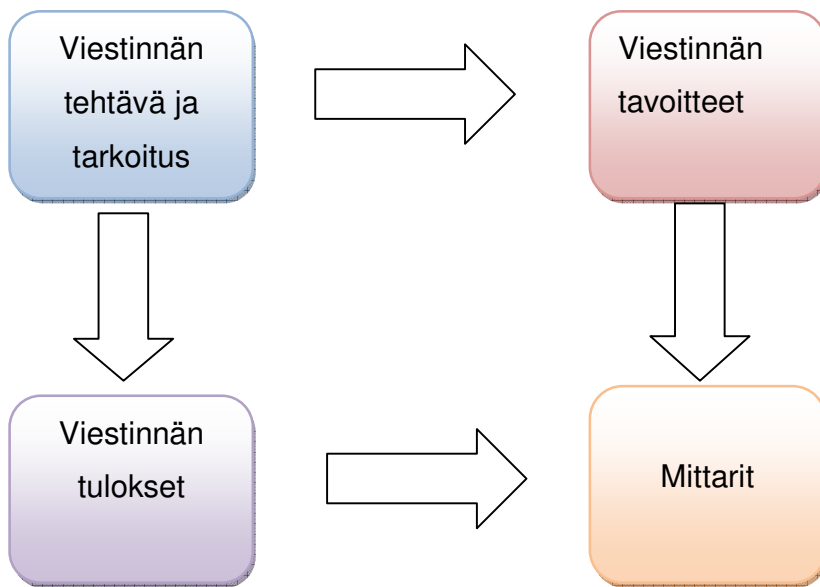 Viestinnän
tehtävä ja
tarkoitus
Viestinnän
tavoitteet
Viestinnän
tulokset
Mittarit